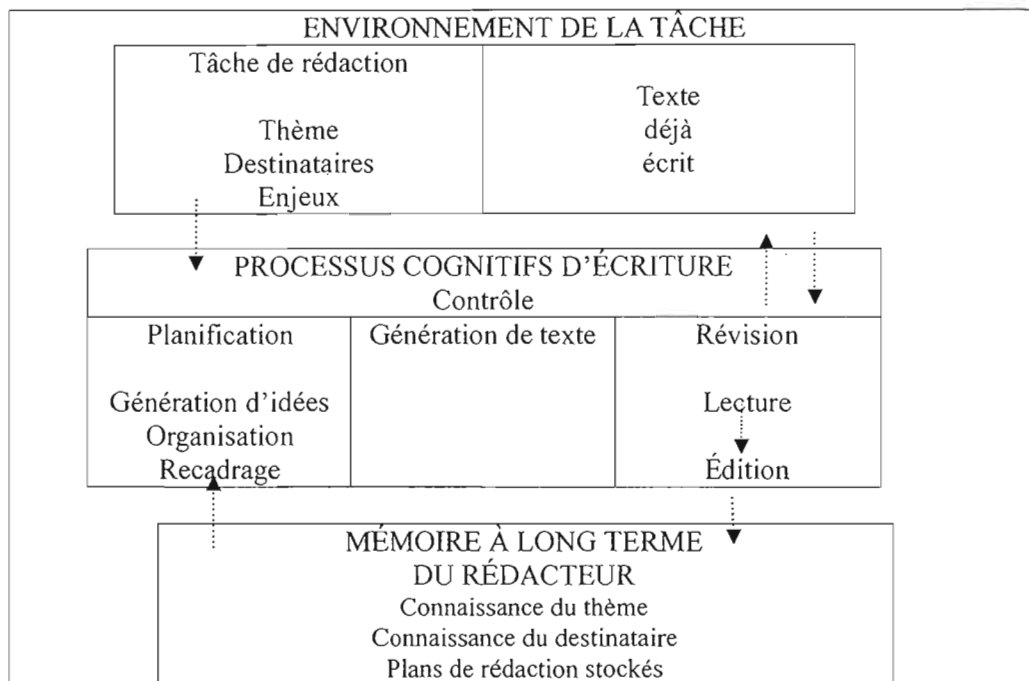 ENVIRONNEMENT DE LA TÂCHE
Tâche de rédaction
Thème
Destinataires
Enjeux
Texte
déjà
écrit
PROCESSUS COGNITIFS D'ÉCRITURE
Contrôle
Planification
Génération d'idées
Organisation
Recadrage
Génération de texte
Révision
Lecture
Édition
MÉMOIRE À LONG TERME
DU RÉDACTEUR
Connaissance du thème
Connaissance du destinataire
Plans de rédaction stockés